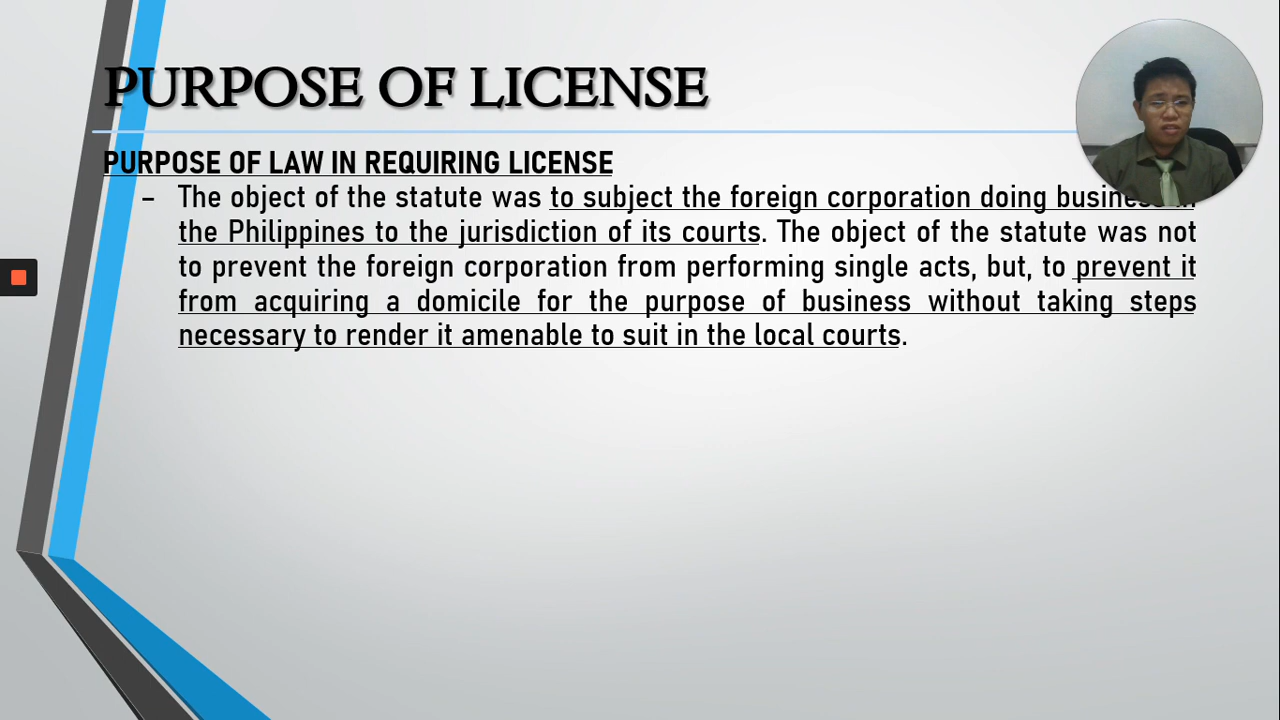 PURPOSE OF LICENSE
PURPOSE OF LAW IN REQUIRING LICENSE
– The object of the statute was to subject the foreign corporation doing business in
the Philippines to the jurisdiction of its courts. The object of the statute was not
to prevent the foreign corporation from performing single acts, but, to prevent it
from acquiring a domicile for the purpose of business without taking steps
necessary to render it amenable to suit in the local courts.